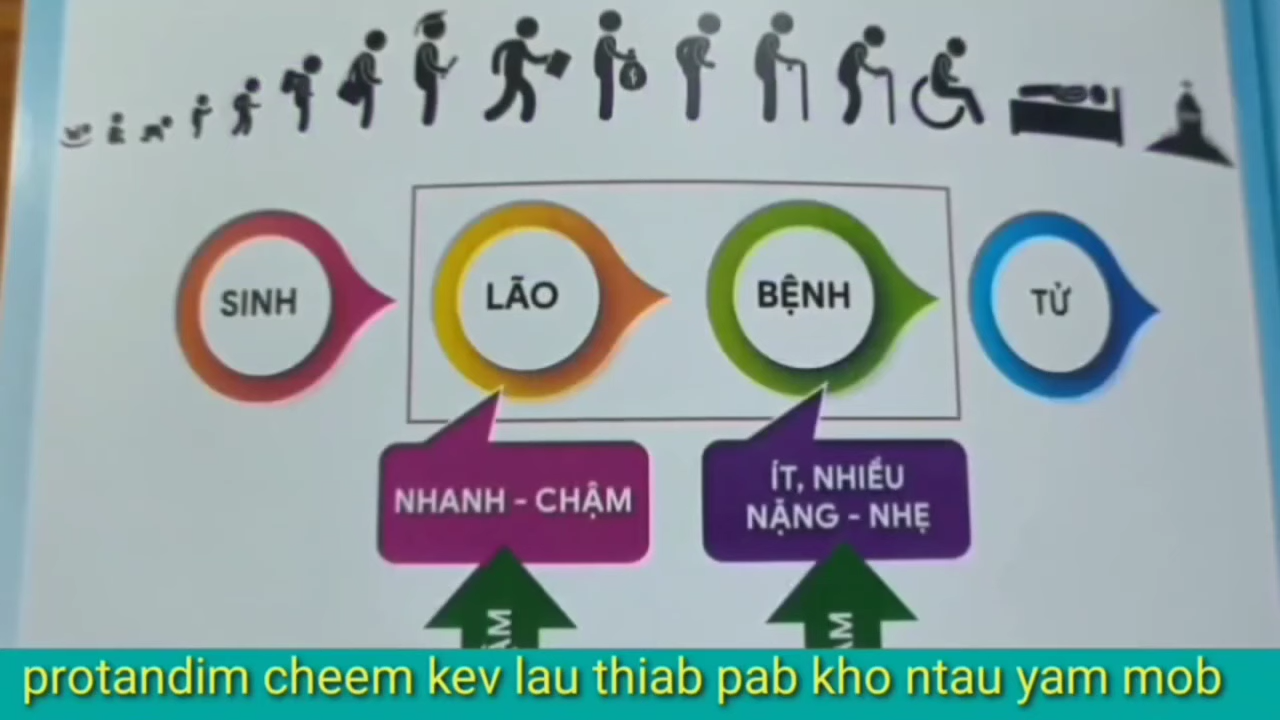 SINH
LÃO
BỆNH
TỬ
NHANH - CHẬM
ÍT, NHIỀU
NẶNG - NHẸ
protandim cheem kev lau thiab pab kho ntau yam mob